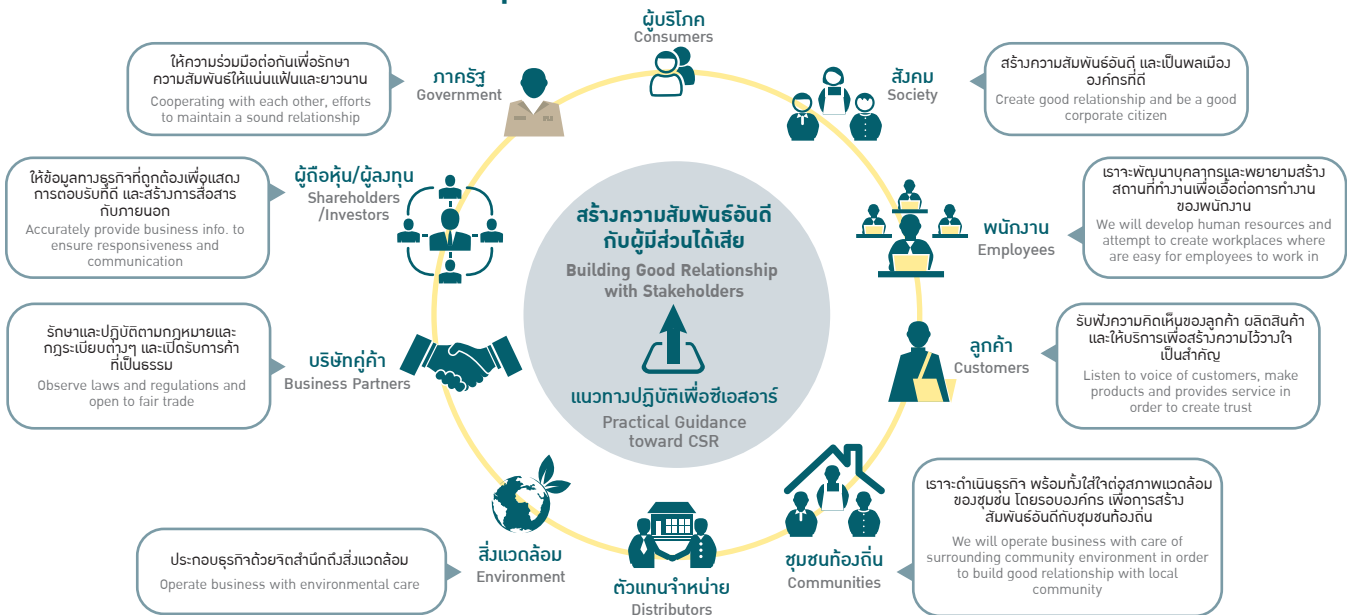 ผู้บริโภค
Consumers
ให้ความร่วมมือต่อกันเพื่อรักษา
ความสัมพันธ์ให้แน่นแฟ้นและยาวนาน
Cooperating with each other, efforts
to maintain a sound relationship
ภาครัฐ
Government
สังคม
Society
สร้างความสัมพันธ์อันดี และเป็นพลเมือง
องค์กรที่ดี
Create good relationship and be a good
corporate citizen
ให้ข้อมูลทางธุรกิจที่ถูกต้องเพื่อแสดง
การตอบรับที่ดี และสร้างการสื่อสาร
กับภายนอก
Accurately provide business info. to
ensure responsiveness and
communication
ผู้ถือหุ้น/ผู้ลงทุน
Shareholders
/Investors
พนักงาน
Employees
เราจะพัฒนาบุคลากรและพยายามสร้าง
สถานที่ทำงานเพื่อเอื้อต่อการทำงาน
ของพนักงาน
We will develop human resources and
attempt to create workplaces where
are easy for employees to work in
สร้างความสัมพันธ์อันดี
กับผู้มีส่วนได้เสีย
Building Good Relationship
with Stakeholders
แนวทางปฏิบัติเพื่อซีเอสอาร์
Practical Guidance
toward CSR
รักษาและปฏิบัติตามกฎหมายและ
กฎระเบียบต่างๆ และเปิดรับการค้า
ที่เป็นธรรม
Observe laws and regulations and
open to fair trade
บริษัทคู่ค้า
Business Partners
ลูกค้า
Customers
รับฟังความคิดเห็นของลูกค้า ผลิตสินค้า
และให้บริการเพื่อสร้างความไว้วางใจ
เป็นสำคัญ
Listen to voice of customers, make
products and provides service in
order to create trust
ประกอบธุรกิจด้วยจิตสำนึกถึงสิ่งแวดล้อม
Operate business with environmental care
สิ่งแวดล้อม
Environment
ตัวแทนจำหน่าย
Distributors
ชุมชนท้องถิ่น
Communities
เราจะดำเนินธุรกิจ พร้อมทั้งใส่ใจต่อสภาพแวดล้อม
ของชุมชน โดยรอบองค์กร เพื่อการสร้าง
สัมพันธ์อันดีกับชุมชนท้องถิ่น
We will operate business with care of
surrounding community environment in order
to build good relationship with local
community